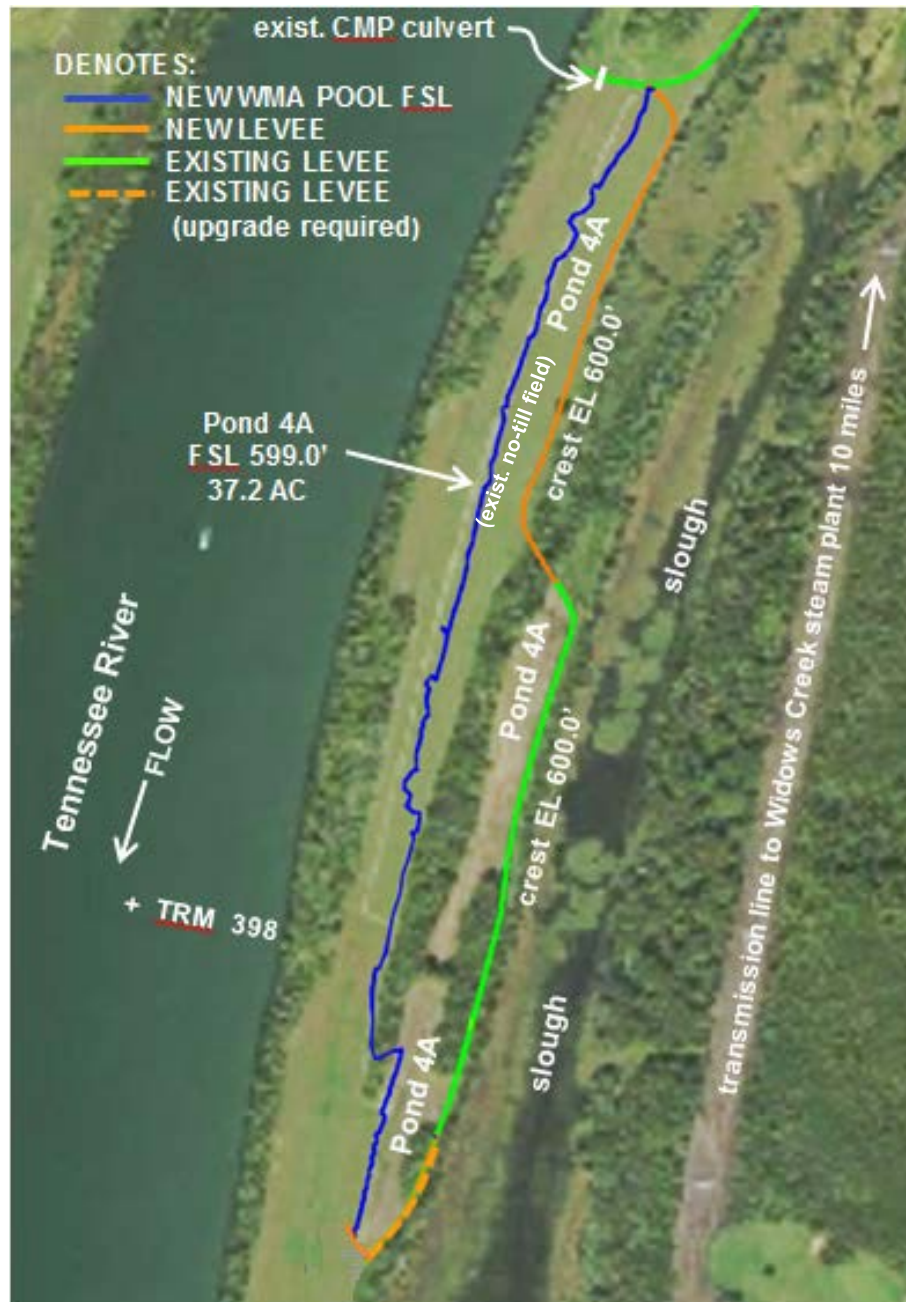 exist. CMP culvert
DENOTES:
NEW WMA POOL FSL
NEW LEVEE
EXISTING LEVEE
EXISTING LEVEE
(upgrade required)
Pond 4A
(exist. no-till field)
crest EL 600.0'
Pond 4A
FSL 599.0'
37.2 AC
slough
transmission line to Widows Creek steam plant 10 miles
Pond 4A
crest EL 600.0'
Tennessee River
FLOW
+ TRM 398
slough
Pond 4A